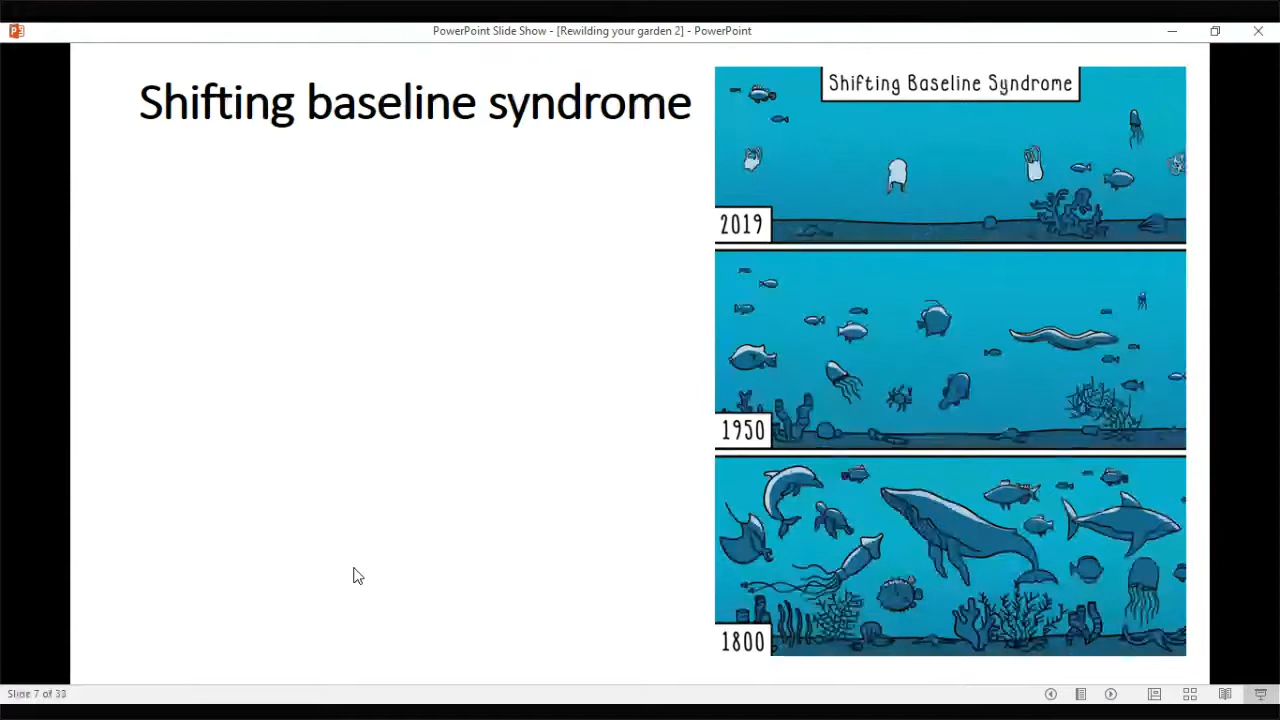 PowerPoint Slide Show - [Rewilding your garden 2] - PowerPoint
Shifting baseline syndrome
Shifting Baseline Syndrome
2019
1950
1800
Slide 7 of 33